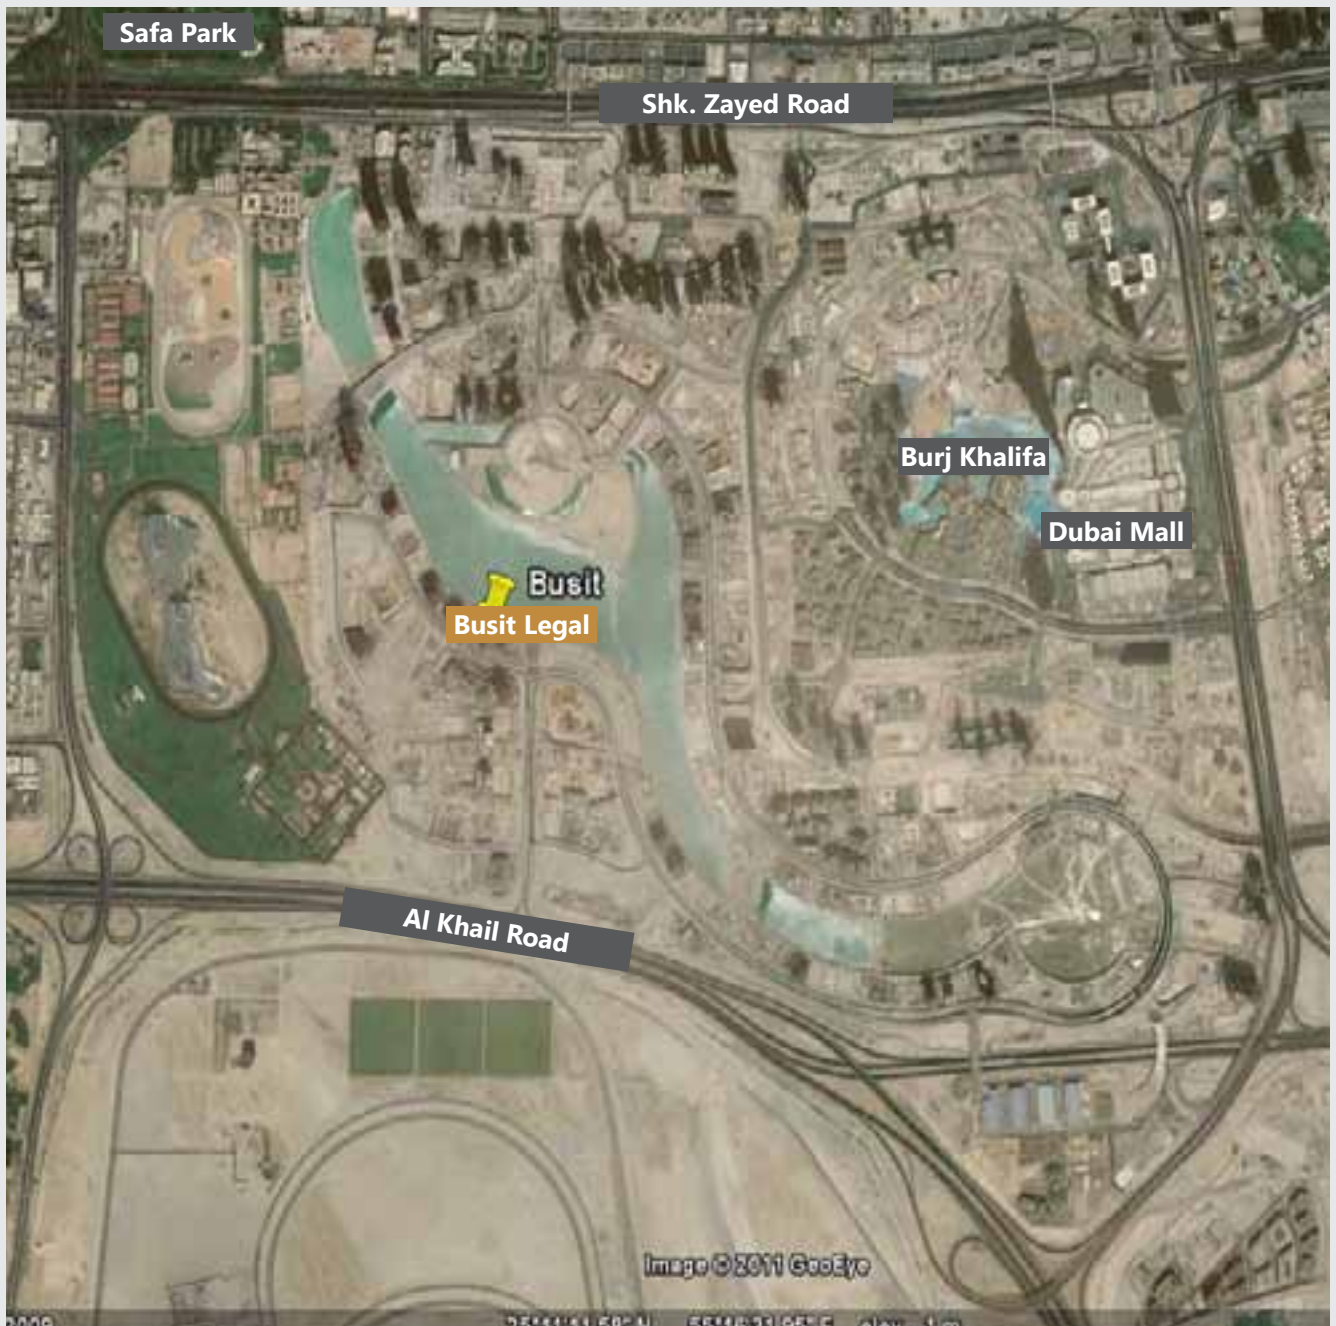 Safa Park
Shk. Zayed Road
Burj Khalifa
Dubai Mall
Busit
Busit Legal
Al Khail Road
Image © 2011 GeoEye